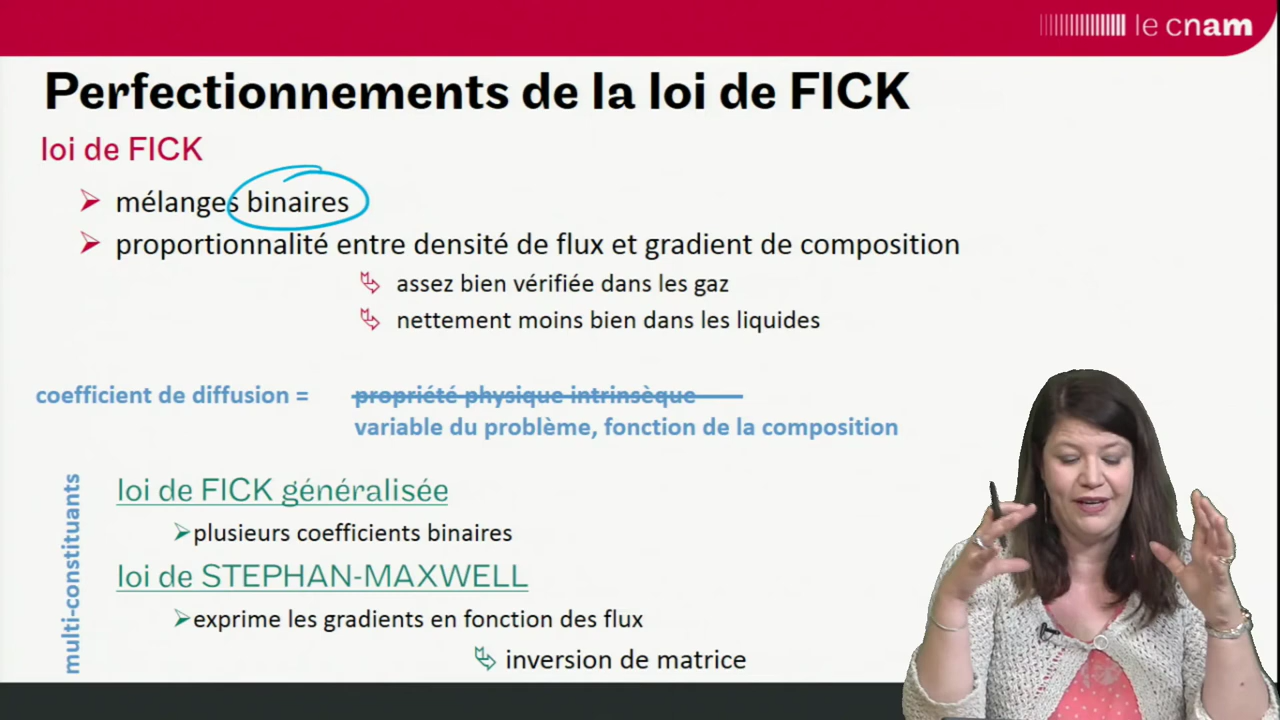 le cnam
Perfectionnements de la loi de FICK
loi de FICK
mélanges binaires
proportionnalité entre densité de flux et gradient de composition
assez bien vérifiée dans les gaz
nettement moins bien dans les liquides
coefficient de diffusion = propriété physique intrinsèque
variable du problème, fonction de la composition
multi-constituants
loi de FICK généralisée
plusieurs coefficients binaires
loi de STEPHAN-MAXWELL
exprime les gradients en fonction des flux
inversion de matrice